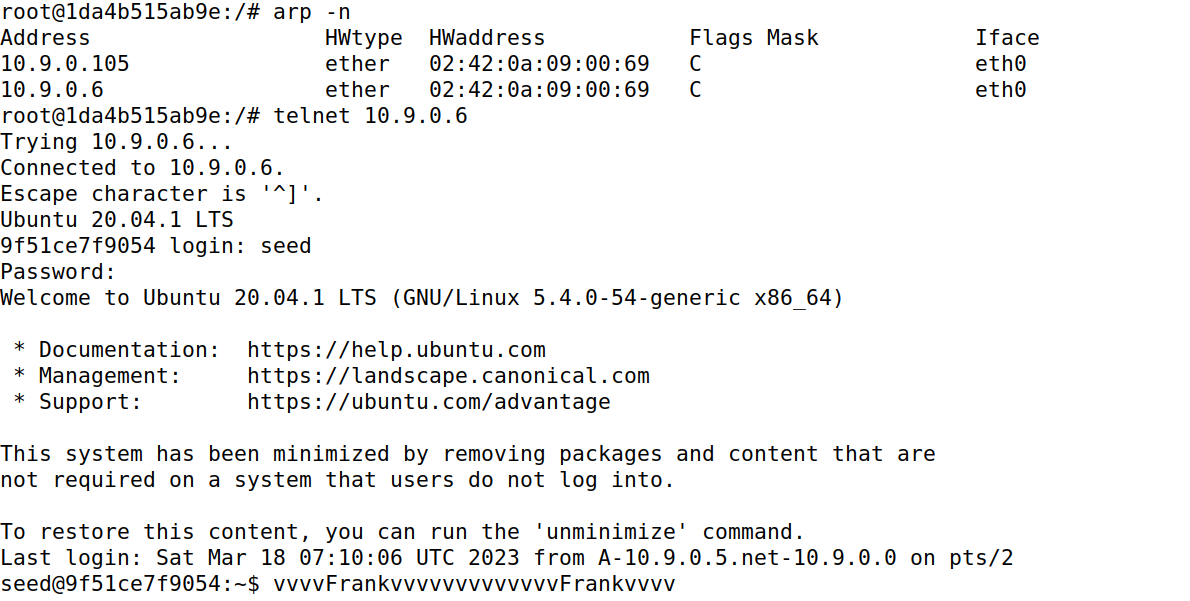 root@1da4b515ab9e:/# arp -n
Address                  HWtype  HWaddress           Flags Mask            Iface
10.9.0.105               ether   02:42:0a:09:00:69   C                     eth0
10.9.0.6                 ether   02:42:0a:09:00:69   C                     eth0
root@1da4b515ab9e:/# telnet 10.9.0.6
Trying 10.9.0.6...
Connected to 10.9.0.6.
Escape character is '^]'.
Ubuntu 20.04.1 LTS
9f51ce7f9054 login: seed
Password:
Welcome to Ubuntu 20.04.1 LTS (GNU/Linux 5.4.0-54-generic x86_64)

 * Documentation:  https://help.ubuntu.com
 * Management:     https://landscape.canonical.com
 * Support:        https://ubuntu.com/advantage

This system has been minimized by removing packages and content that are
not required on a system that users do not log into.

To restore this content, you can run the 'unminimize' command.
Last login: Sat Mar 18 07:10:06 UTC 2023 from A-10.9.0.5.net-10.9.0.0 on pts/2
seed@9f51ce7f9054:~$ vvvvFrankvvvvvvvvvvvvvFrankvvvv